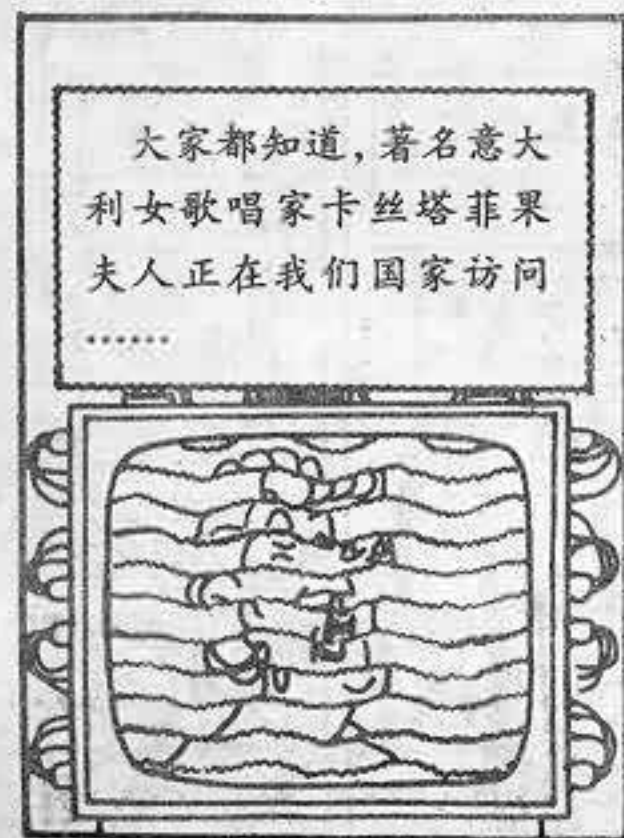 大家都知道，著名意大
利女歌唱家卡丝塔菲果
夫人正在我们国家访问
……